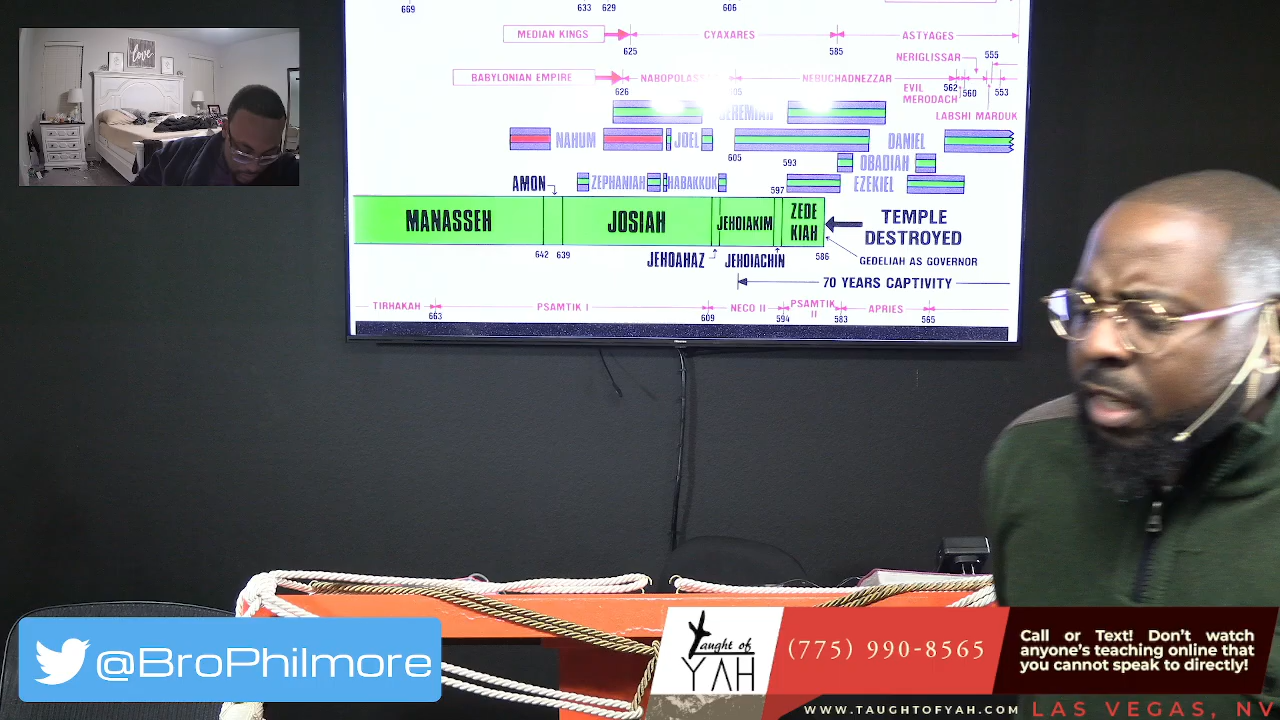 669 633 629 606
MEDIAN KINGS CYAXARES ASTYAGES
625 585
NERIGLISSAR 555
BABYLONIAN EMPIRE NABOPOLAS NEBUCHADNEZZAR
626 605 562 560 553
EVIL
MERODACH
LABSHI MARDUK
JEREMIAH
NAHUM JOEL DANIEL
605 593
OBADIAH
AMON ZEPHANIAH HABAKKUK 597 EZEKIEL
MANASSEH JOSIAH JEHOIAKIM ZEDE
KIAH
TEMPLE
DESTROYED
642 639 JEHOAHAZ JEHOIACHIN 586 GEDELIAH AS GOVERNOR
70 YEARS CAPTIVITY
TIRHAKAH PSAMTIK I NECO II PSAMTIK
II APRIES
663 609 594 583 565
love
@BroPhilmore
taught of
YAH
(775) 990-8565
Call or Text! Don't watch
anyone's teaching online that
you cannot speak to directly!
WWW.TAUGHTOFYAH.COM LAS VEGAS, NV